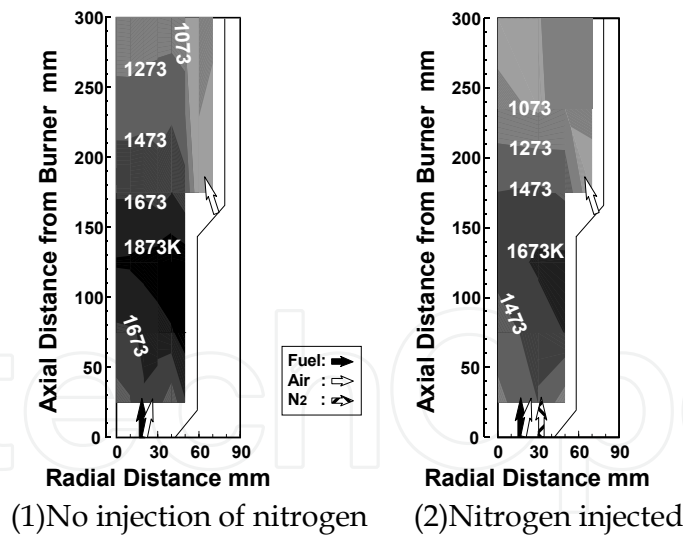 300
250
200
150
100
50
0
Axial Distance from Burner mm
1073
1273
1473
1673
1873K
1673
0 30 60 90
Radial Distance mm
(1)No injection of nitrogen
Fuel:
Air :
N2 :
300
250
200
150
100
50
0
Axial Distance from Burner mm
1073
1273
1473
1673K
1473
0 30 60 90
Radial Distance mm
(2)Nitrogen injected